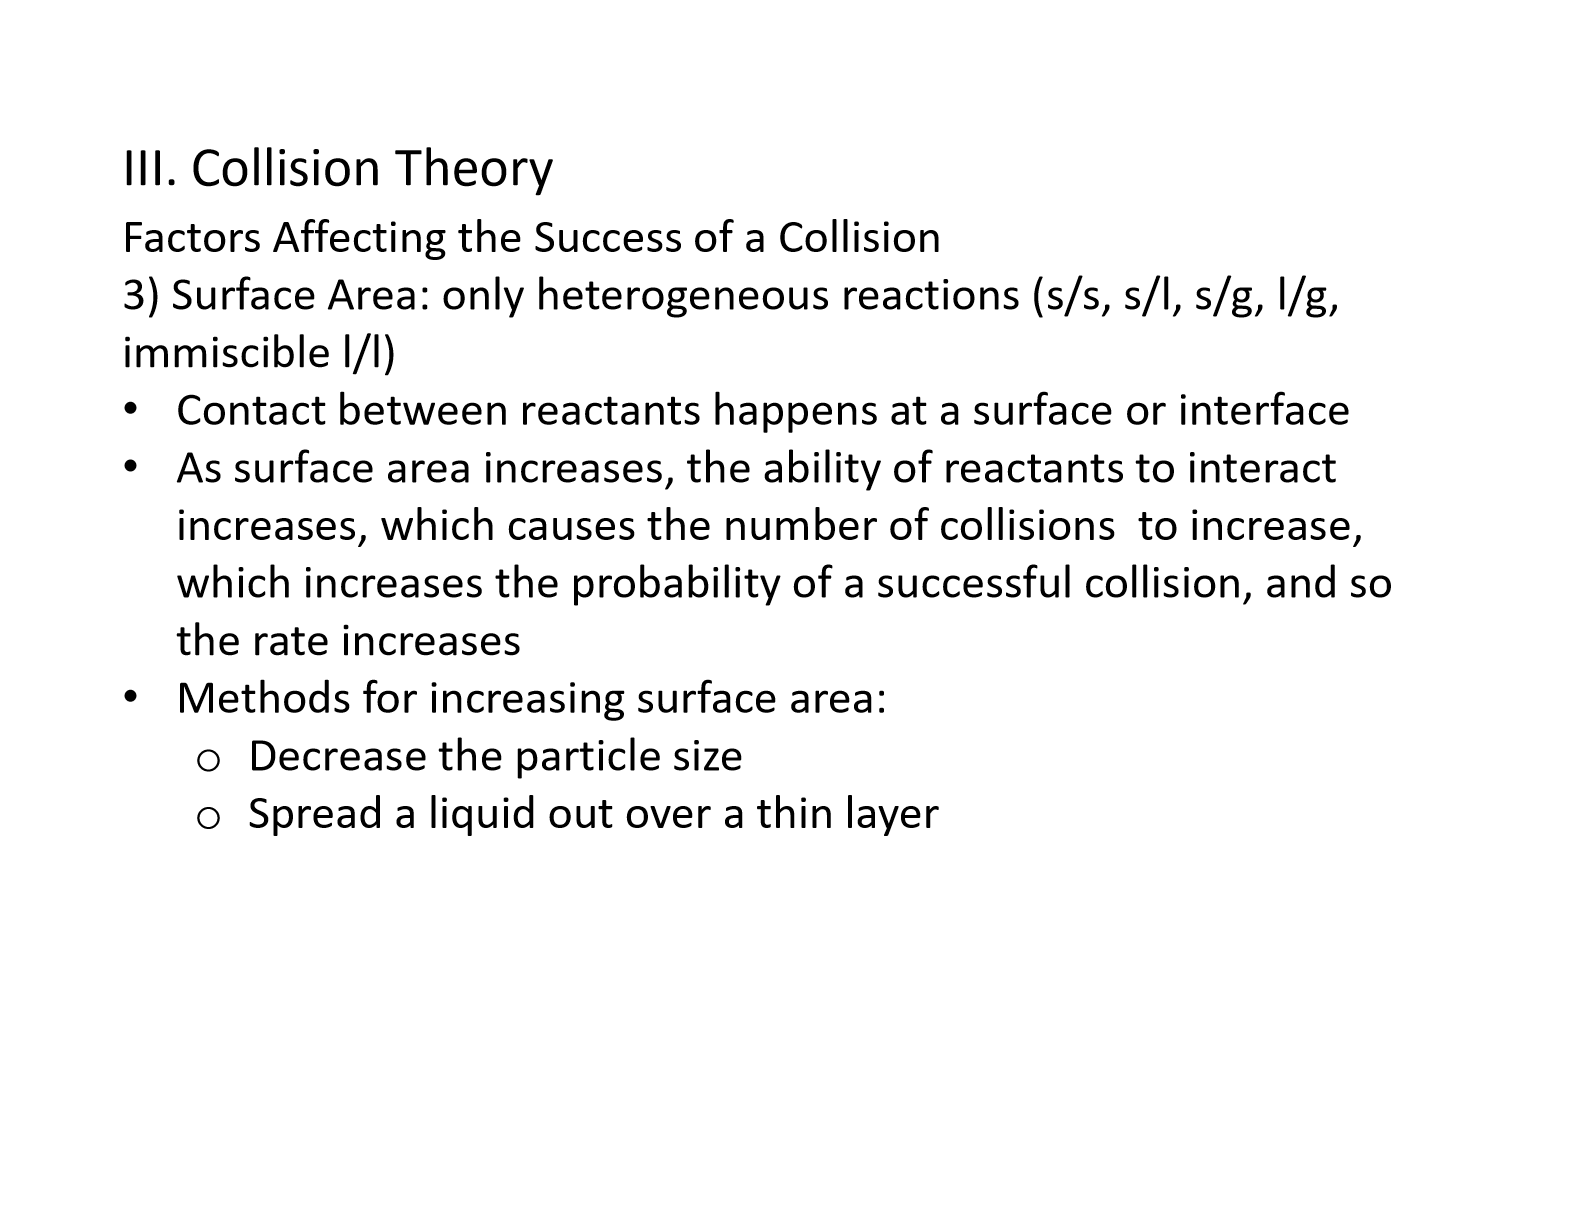 III. Collision Theory
Factors Affecting the Success of a Collision
3) Surface Area: only heterogeneous reactions (s/s, s/l, s/g, l/g,
immiscible l/l)
• Contact between reactants happens at a surface or interface
• As surface area increases, the ability of reactants to interact
increases, which causes the number of collisions  to increase,
which increases the probability of a successful collision, and so
the rate increases
• Methods for increasing surface area:
○ Decrease the particle size
○ Spread a liquid out over a thin layer